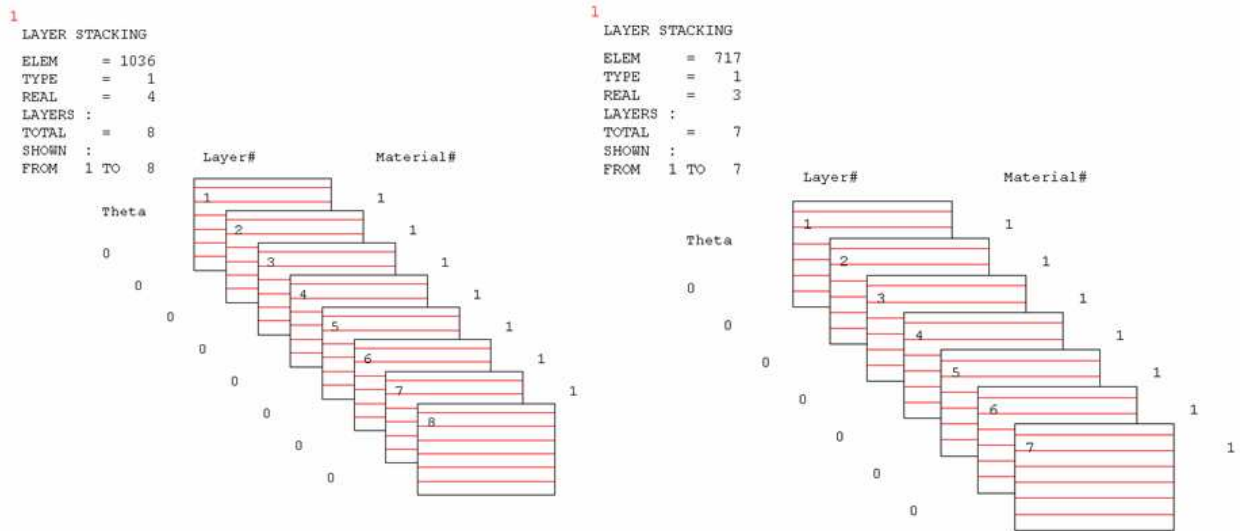 1
LAYER STACKING
ELEM = 1036
TYPE = 1
REAL = 4
LAYERS :
TOTAL = 8
SHOWN :
FROM 1 TO 8
Layer# Material#
1 1
Theta
2 1
0
3 1
0
4 1
0
5 1
0
6 1
0
7 1
0
8
0
0
1
LAYER STACKING
ELEM = 717
TYPE = 1
REAL = 3
LAYERS :
TOTAL = 7
SHOWN :
FROM 1 TO 7
Layer# Material#
1 1
Theta
2 1
0
3 1
0
4 1
0
5 1
0
6 1
0
7 1
0
0